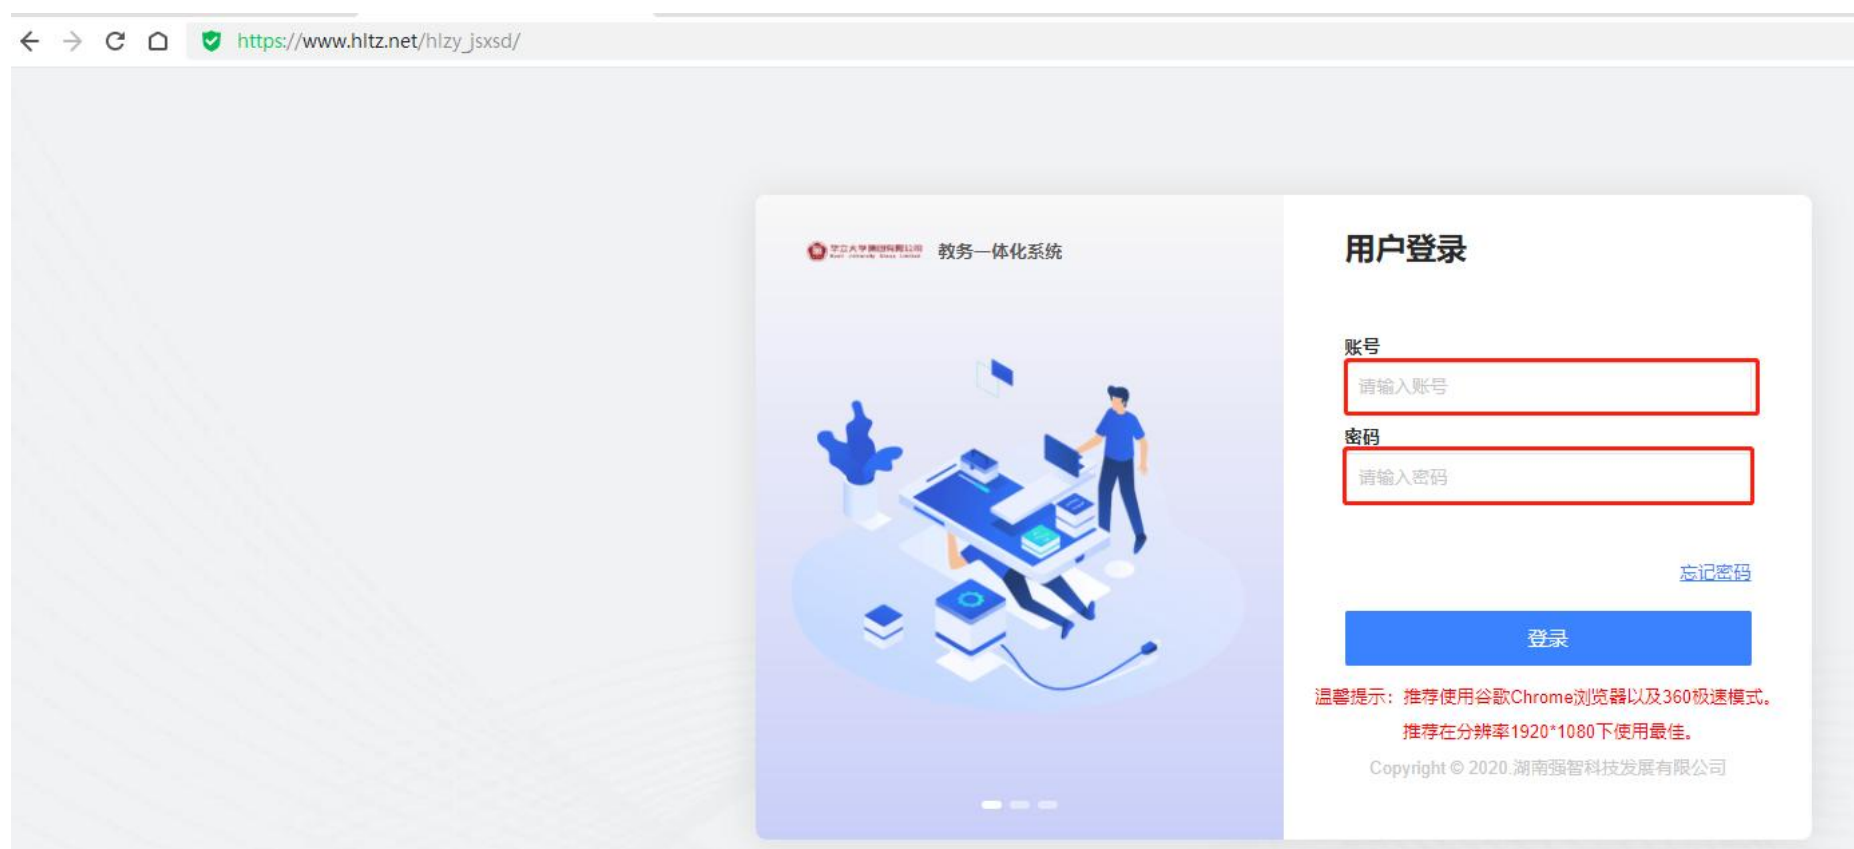 https://www.hltz.net/hlzy_jsxsd/
教务一体化系统
用户登录
账号
请输入账号
密码
请输入密码
忘记密码
登录
温馨提示：推荐使用谷歌Chrome浏览器以及360极速模式。
推荐在分辨率1920*1080下使用最佳。
Copyright © 2020.湖南强智科技发展有限公司